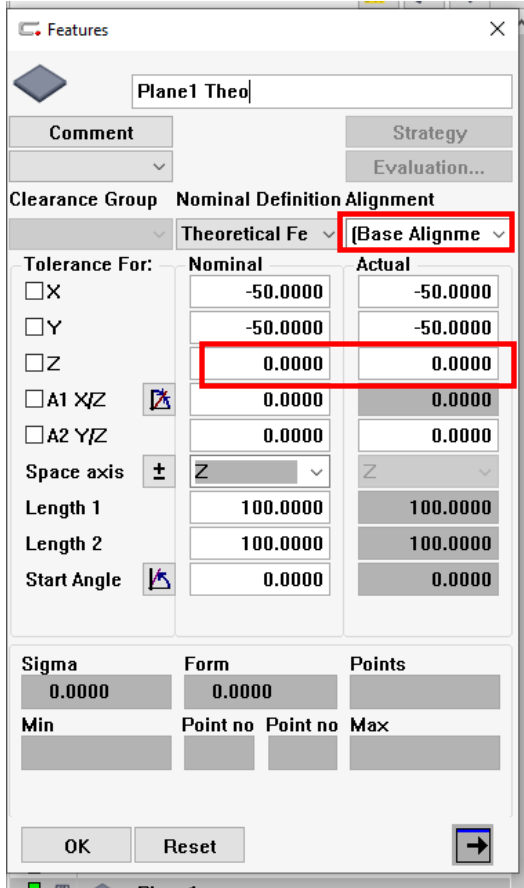 Features
Plane1 Theo
Comment Strategy
Evaluation...
Clearance Group Nominal Definition Alignment
Theoretical Fe (Base Alignme
Tolerance For: Nominal Actual
X -50.0000 -50.0000
Y -50.0000 -50.0000
Z 0.0000 0.0000
A1 X/Z 0.0000 0.0000
A2 Y/Z 0.0000 0.0000
Space axis ± Z Z
Length 1 100.0000 100.0000
Length 2 100.0000 100.0000
Start Angle 0.0000 0.0000
Sigma Form Points
0.0000 0.0000
Min Point no Point no Max
OK Reset